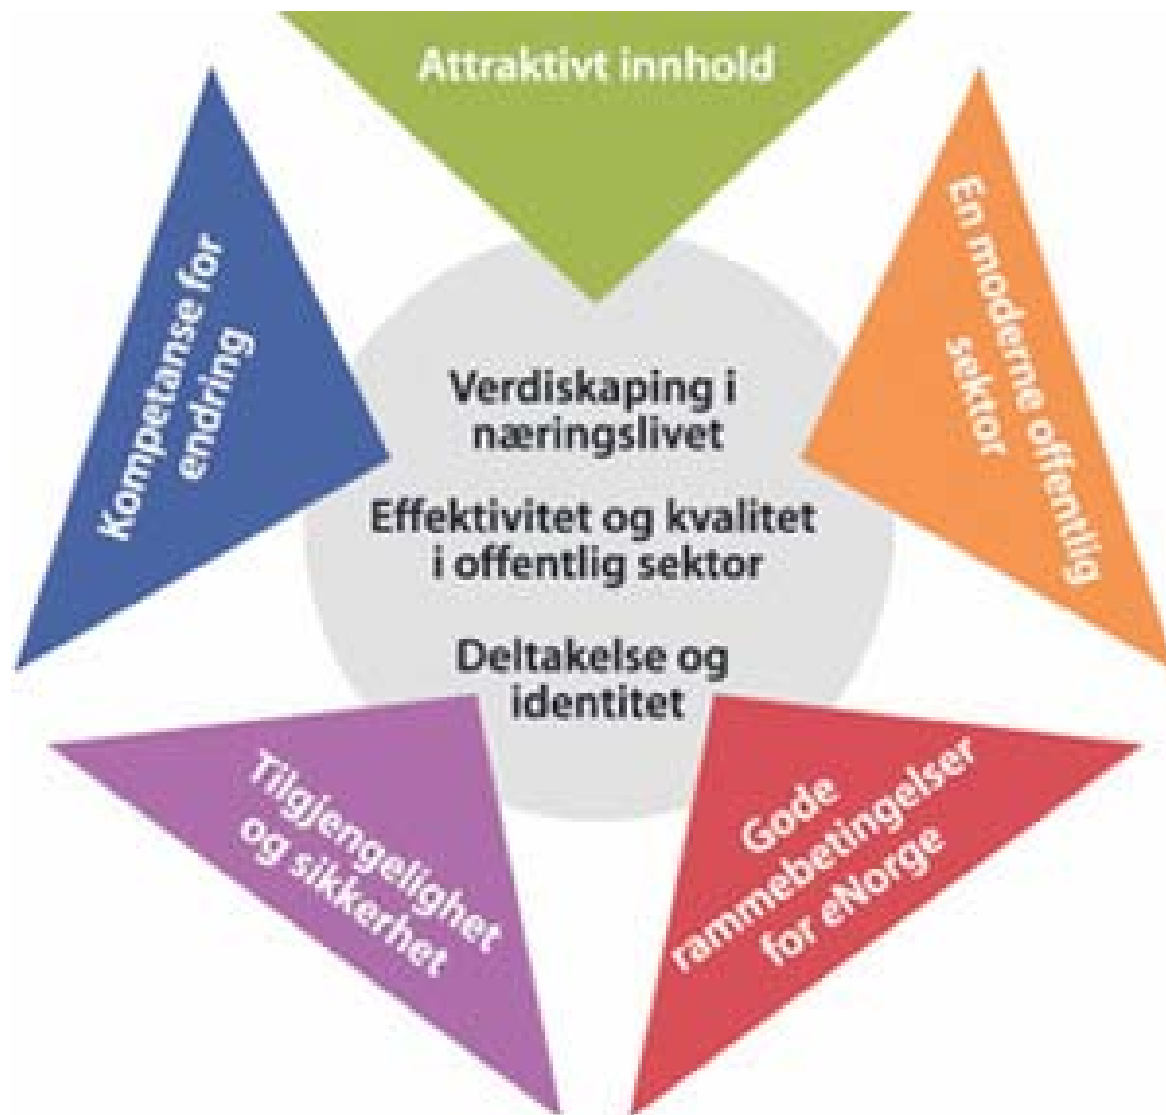 Attraktivt innhold
Kompetanse for
endring
En moderne offentlig
sektor
Verdiskaping i
næringslivet
Effektivitet og kvalitet
i offentlig sektor
Deltakelse og
identitet
Tilgjengelighet
og sikkerhet
Gode
rammebetingelser
for eNorge